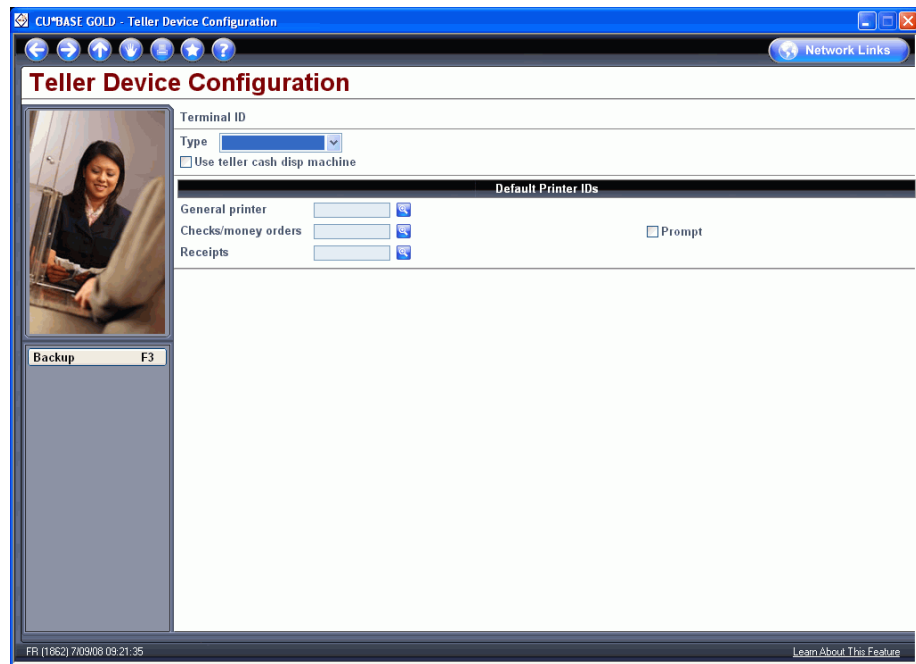 CU*BASE GOLD - Teller Device Configuration
Network Links
Teller Device Configuration
Terminal ID
Type
Use teller cash disp machine
Default Printer IDs
General printer
Checks/money orders Prompt
Receipts
Backup F3
FR (1862) 7/09/08 09:21:35 Learn About This Feature